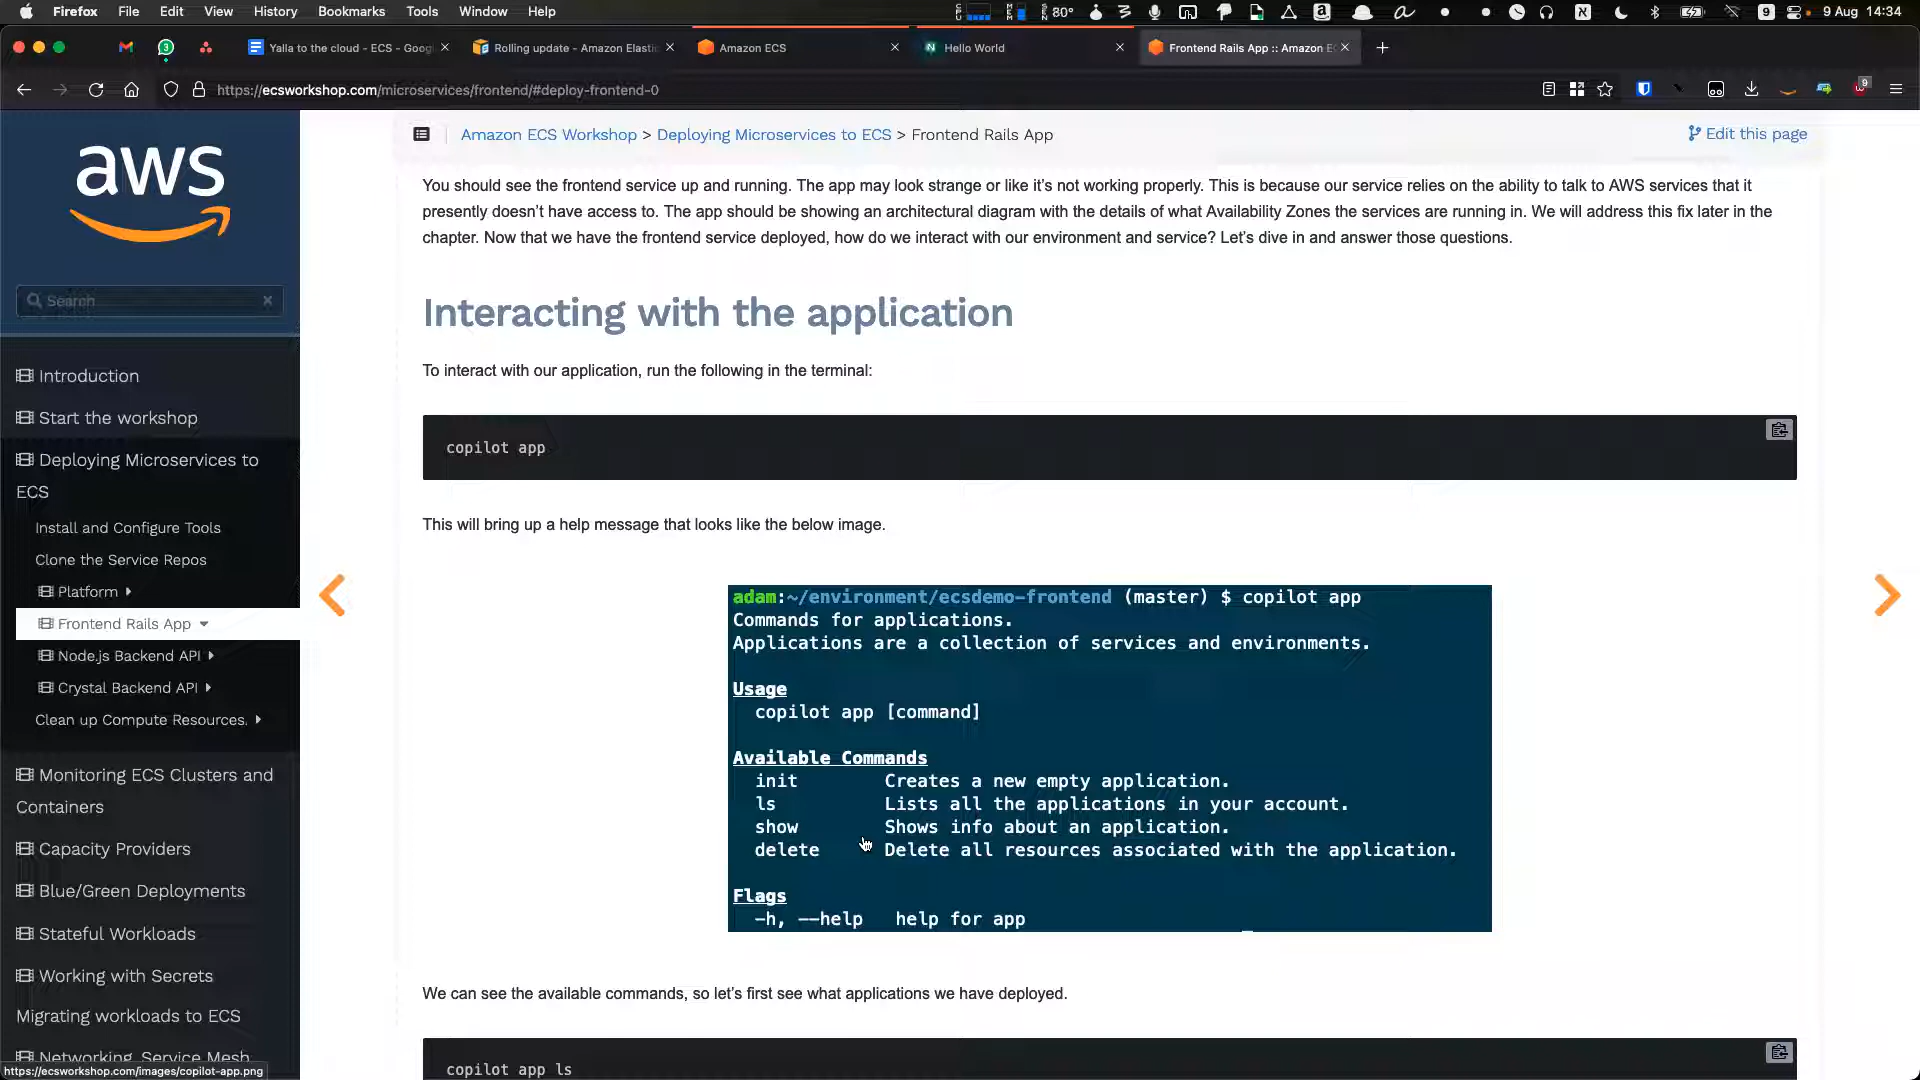 Firefox File Edit View History Bookmarks Tools Window Help
80° 9 9 Aug 14:34
3 Yalla to the cloud - ECS - Goog
Rolling update - Amazon Elastic
Amazon ECS
Hello World
Frontend Rails App :: Amazon EC
https://ecsworkshop.com/microservices/frontend/#deploy-frontend-0
9
aws
Search
Introduction
Start the workshop
Deploying Microservices to
ECS
Install and Configure Tools
Clone the Service Repos
Platform
Frontend Rails App
Node.js Backend API
Crystal Backend API
Clean up Compute Resources.
Monitoring ECS Clusters and
Containers
Capacity Providers
Blue/Green Deployments
Stateful Workloads
Working with Secrets
Migrating workloads to ECS
Networking, Service Mesh
https://ecsworkshop.com/images/copilot-app.png
Amazon ECS Workshop > Deploying Microservices to ECS > Frontend Rails App
Edit this page
You should see the frontend service up and running. The app may look strange or like it’s not working properly. This is because our service relies on the ability to talk to AWS services that it
presently doesn’t have access to. The app should be showing an architectural diagram with the details of what Availability Zones the services are running in. We will address this fix later in the
chapter. Now that we have the frontend service deployed, how do we interact with our environment and service? Let’s dive in and answer those questions.
Interacting with the application
To interact with our application, run the following in the terminal:
copilot app
This will bring up a help message that looks like the below image.
adam:~/environment/ecsdemo-frontend (master) $ copilot app
Commands for applications.
Applications are a collection of services and environments.
Usage
copilot app [command]
Available Commands
init Creates a new empty application.
ls Lists all the applications in your account.
show Shows info about an application.
delete Delete all resources associated with the application.
Flags
-h, --help help for app
We can see the available commands, so let’s first see what applications we have deployed.
copilot app ls